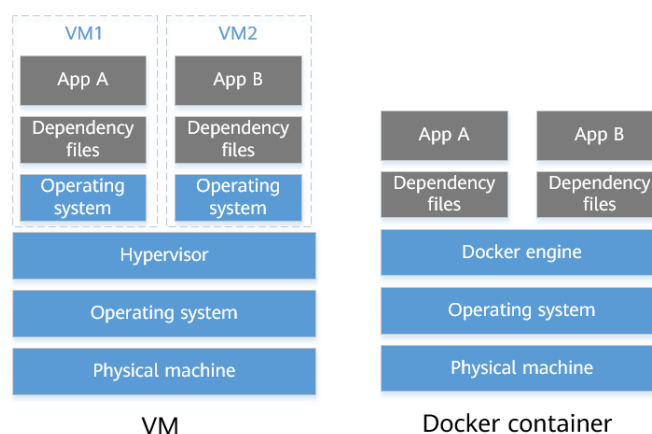 VM1
VM2
App A
App B
Dependency
files
Dependency
files
Operating
system
Operating
system
Hypervisor
Operating system
Physical machine
VM
App A
App B
Dependency
files
Dependency
files
Docker engine
Operating system
Physical machine
Docker container